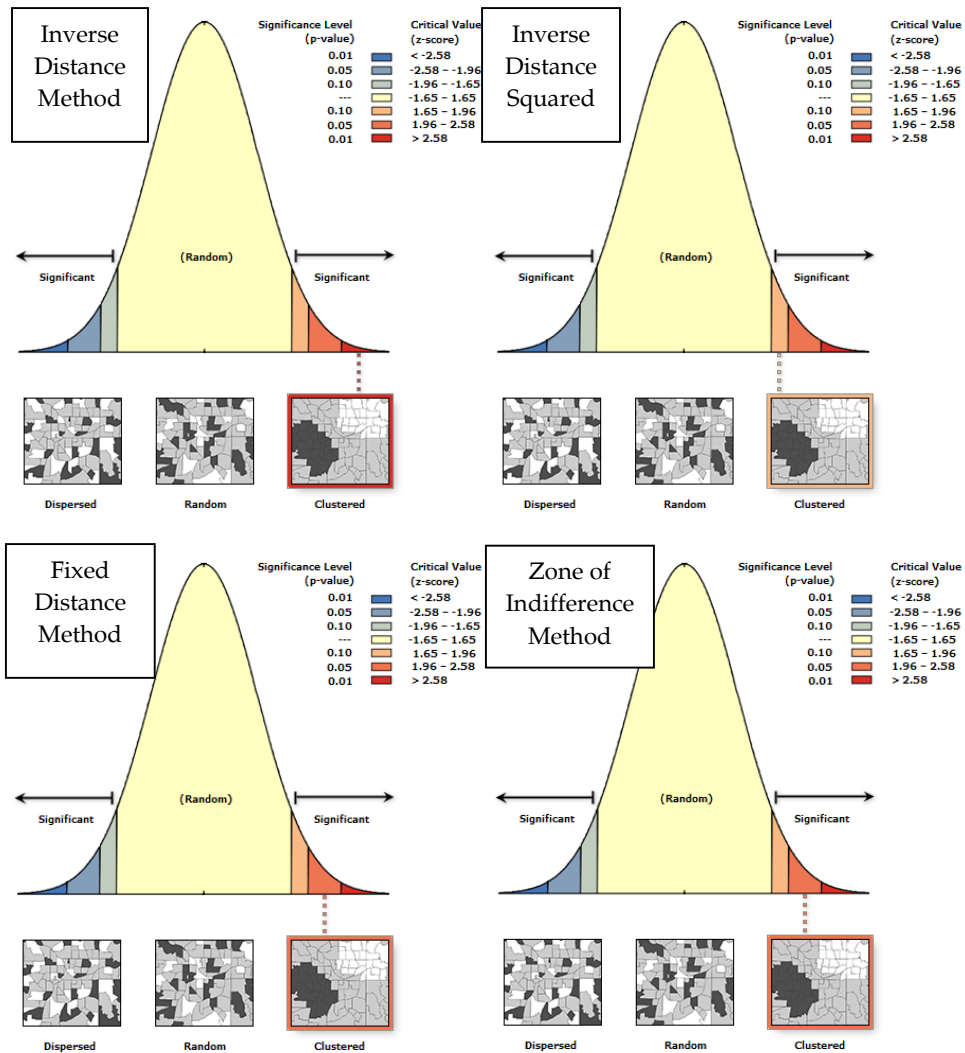 Inverse
Distance
Method
Significance Level
(p-value)
Critical Value
(z-score)
0.01 < -2.58
0.05 -2.58 – -1.96
0.10 -1.96 – -1.65
--- -1.65 – 1.65
0.10 1.65 – 1.96
0.05 1.96 – 2.58
0.01 > 2.58
Significant
(Random)
Significant
Dispersed
Random
Clustered
Inverse
Distance
Squared
Significance Level
(p-value)
Critical Value
(z-score)
0.01 < -2.58
0.05 -2.58 – -1.96
0.10 -1.96 – -1.65
--- -1.65 – 1.65
0.10 1.65 – 1.96
0.05 1.96 – 2.58
0.01 > 2.58
Significant
(Random)
Significant
Dispersed
Random
Clustered
Fixed
Distance
Method
Significance Level
(p-value)
Critical Value
(z-score)
0.01 < -2.58
0.05 -2.58 – -1.96
0.10 -1.96 – -1.65
--- -1.65 – 1.65
0.10 1.65 – 1.96
0.05 1.96 – 2.58
0.01 > 2.58
Significant
(Random)
Significant
Dispersed
Random
Clustered
Zone of
Indifference
Method
Significance Level
(p-value)
Critical Value
(z-score)
0.01 < -2.58
0.05 -2.58 – -1.96
0.10 -1.96 – -1.65
--- -1.65 – 1.65
0.10 1.65 – 1.96
0.05 1.96 – 2.58
0.01 > 2.58
Significant
(Random)
Significant
Dispersed
Random
Clustered